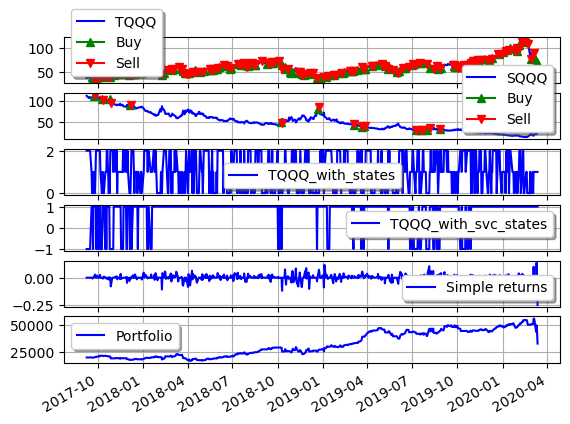 TQQQ
Buy
Sell
100
50
SQQQ
Buy
Sell
100
50
2
0
TQQQ_with_states
1
0
−1
TQQQ_with_svc_states
0.00
−0.25
Simple returns
50000
25000
Portfolio
2017-10
2018-01
2018-04
2018-07
2018-10
2019-01
2019-04
2019-07
2019-10
2020-01
2020-04